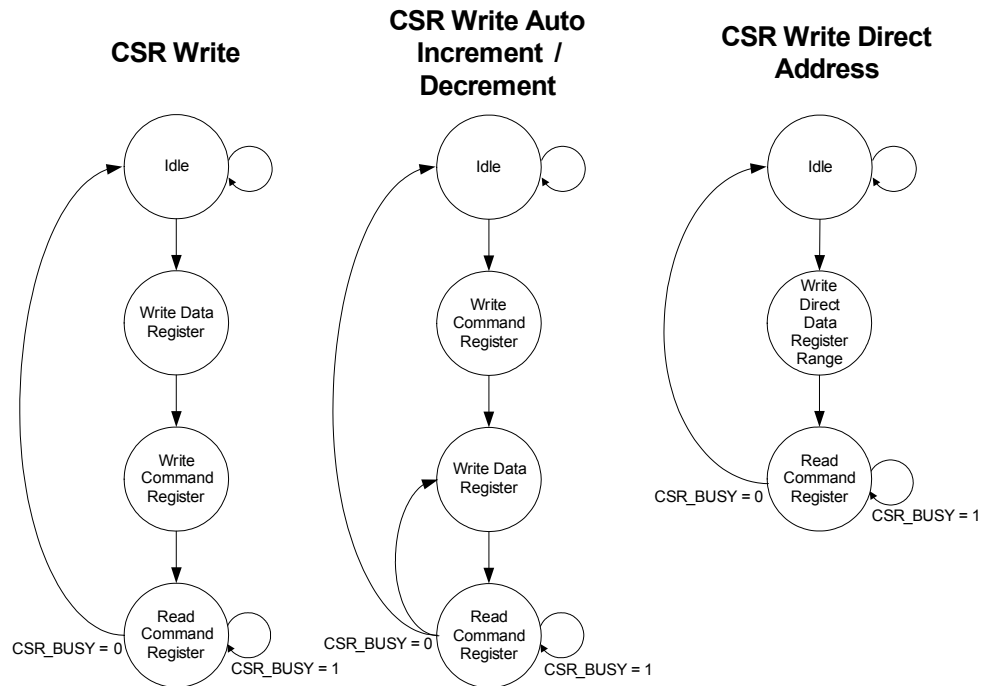 CSR Write
Idle
Write Data
Register
Write
Command
Register
Read
Command
Register
CSR_BUSY = 0
CSR_BUSY = 1
CSR Write Auto
Increment /
Decrement
Idle
Write
Command
Register
Write Data
Register
Read
Command
Register
CSR_BUSY = 0
CSR_BUSY = 1
CSR Write Direct
Address
Idle
Write
Direct
Data
Register
Range
Read
Command
Register
CSR_BUSY = 0
CSR_BUSY = 1